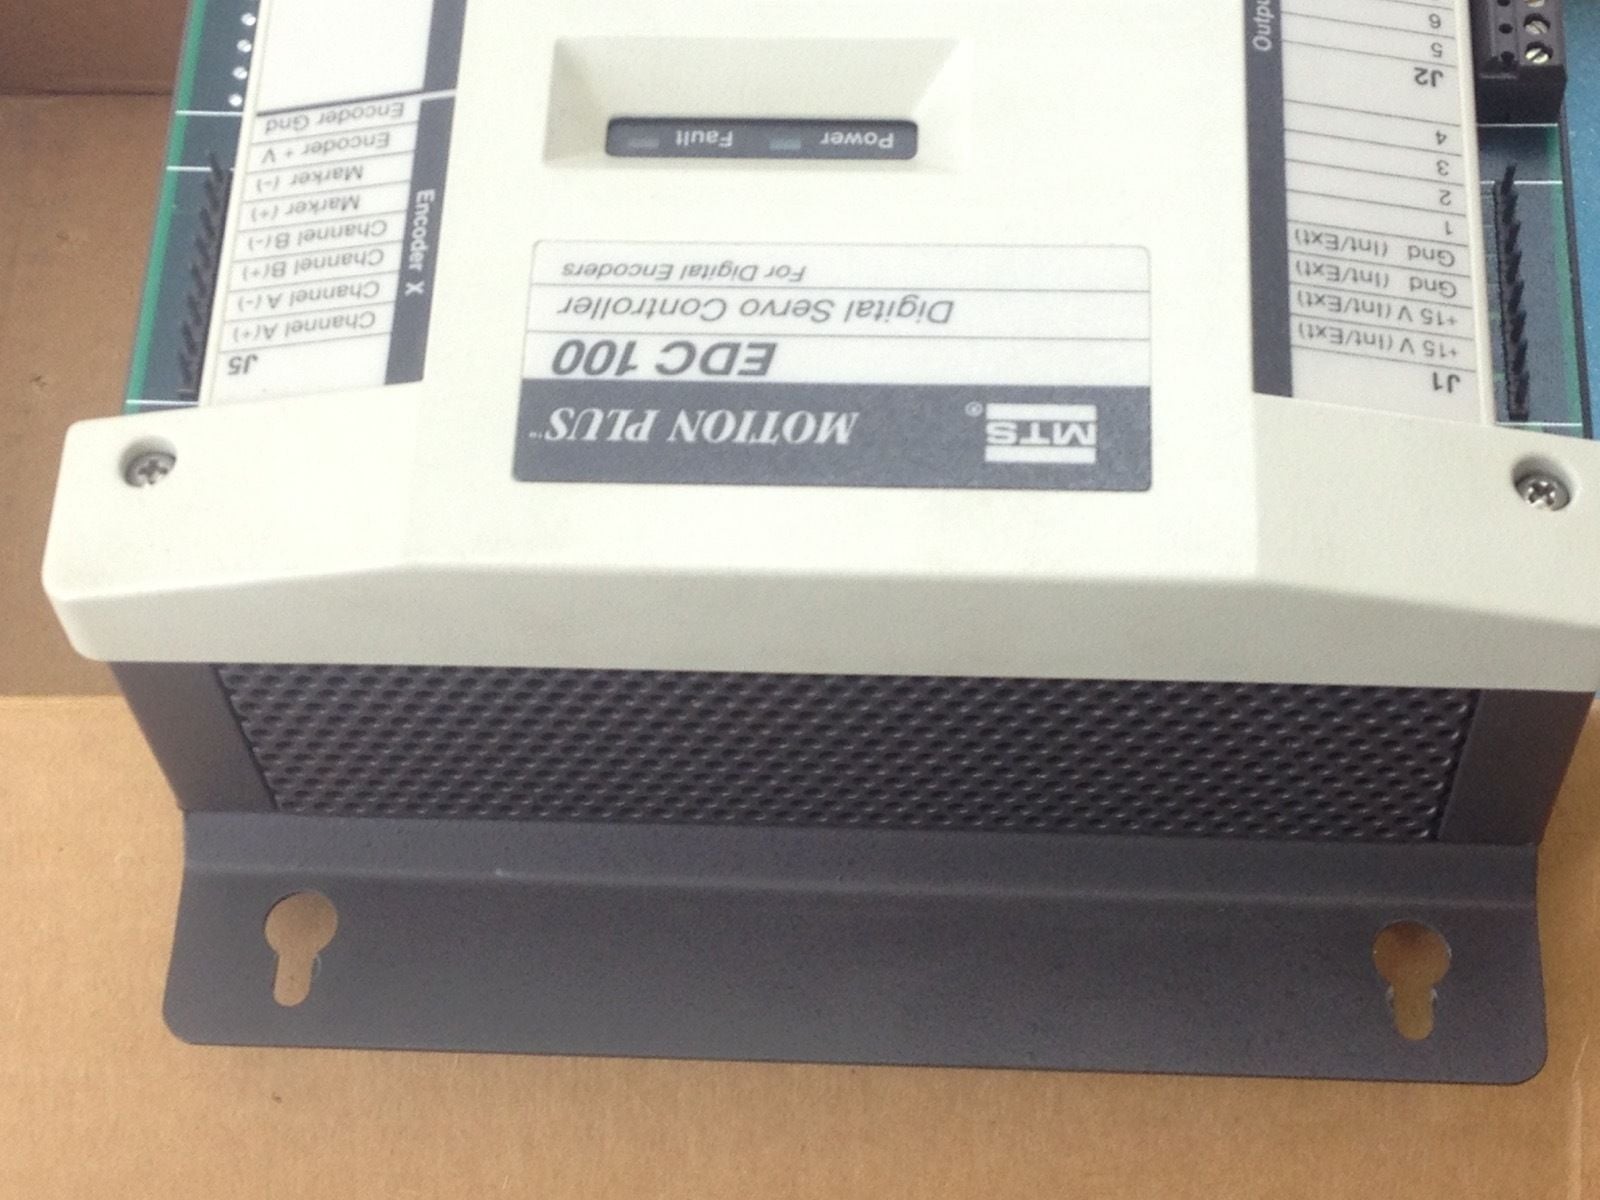 MTS® MOTION PLUS™
EDC 100
Digital Servo Controller
For Digital Encoders
Power
Fault
J1
+15 V (Int/Ext)
+15 V (Int/Ext)
Gnd (Int/Ext)
Gnd (Int/Ext)
1
2
3
4
J2
5
6
J5
Encoder X
Channel A(+)
Channel A (-)
Channel B(+)
Channel B(-)
Marker (+)
Marker (-)
Encoder + V
Encoder Gnd